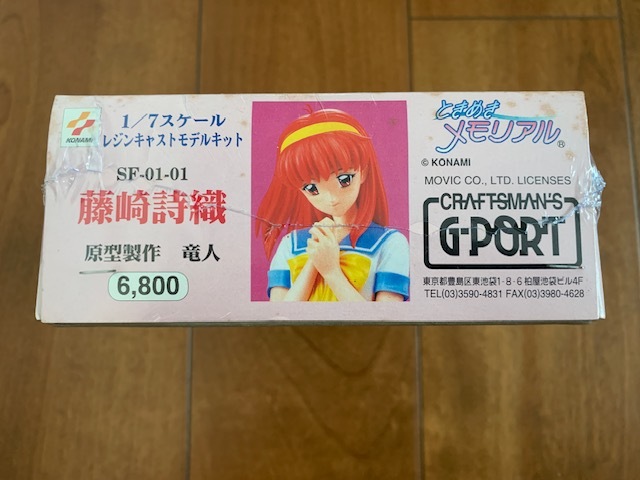 KONAMI
1/7スケール
レジンキャストモデルキット
SF-01-01
藤崎詩織
原型製作 竜人
6,800
ときめき
メモリアル®
© KONAMI
MOVIC CO., LTD. LICENSES
CRAFTSMAN'S
G-PORT
東京都豊島区東池袋1-8-6 柏屋池袋ビル4F
TEL(03)3590-4831 FAX(03)3980-4628